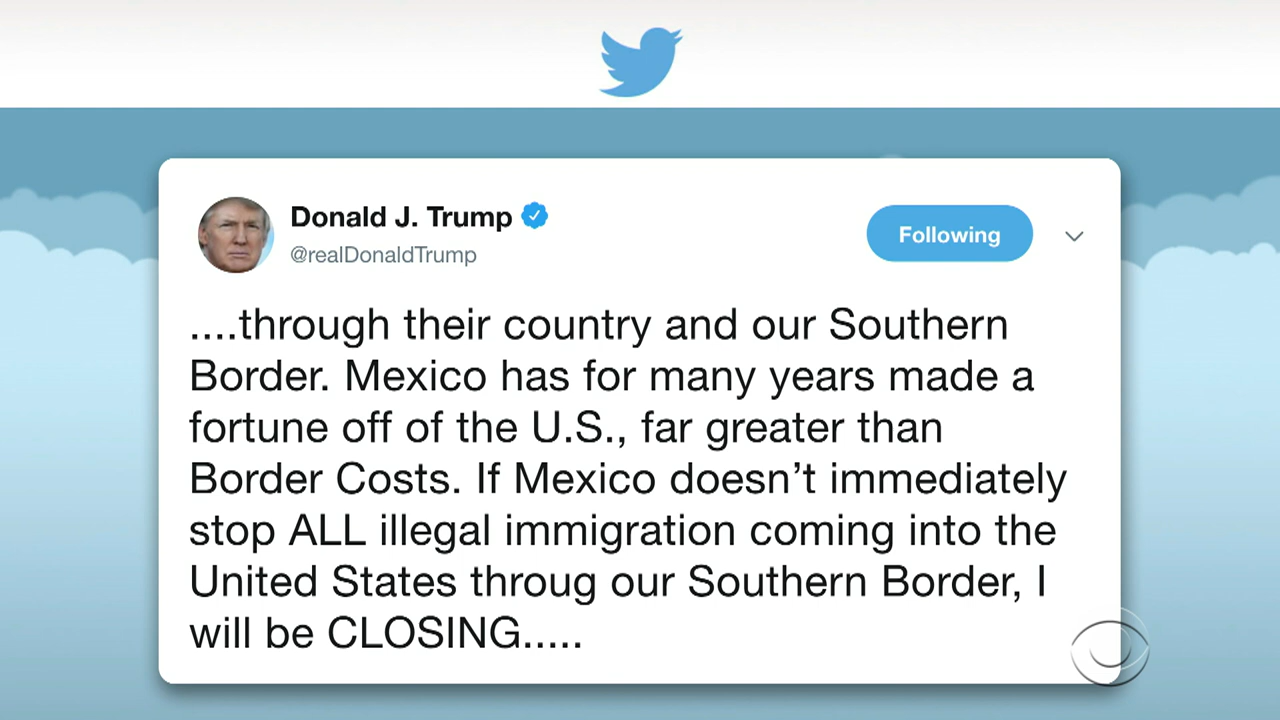 Donald J. Trump
@realDonaldTrump
Following
....through their country and our Southern
Border. Mexico has for many years made a
fortune off of the U.S., far greater than
Border Costs. If Mexico doesn’t immediately
stop ALL illegal immigration coming into the
United States throug our Southern Border, I
will be CLOSING.....